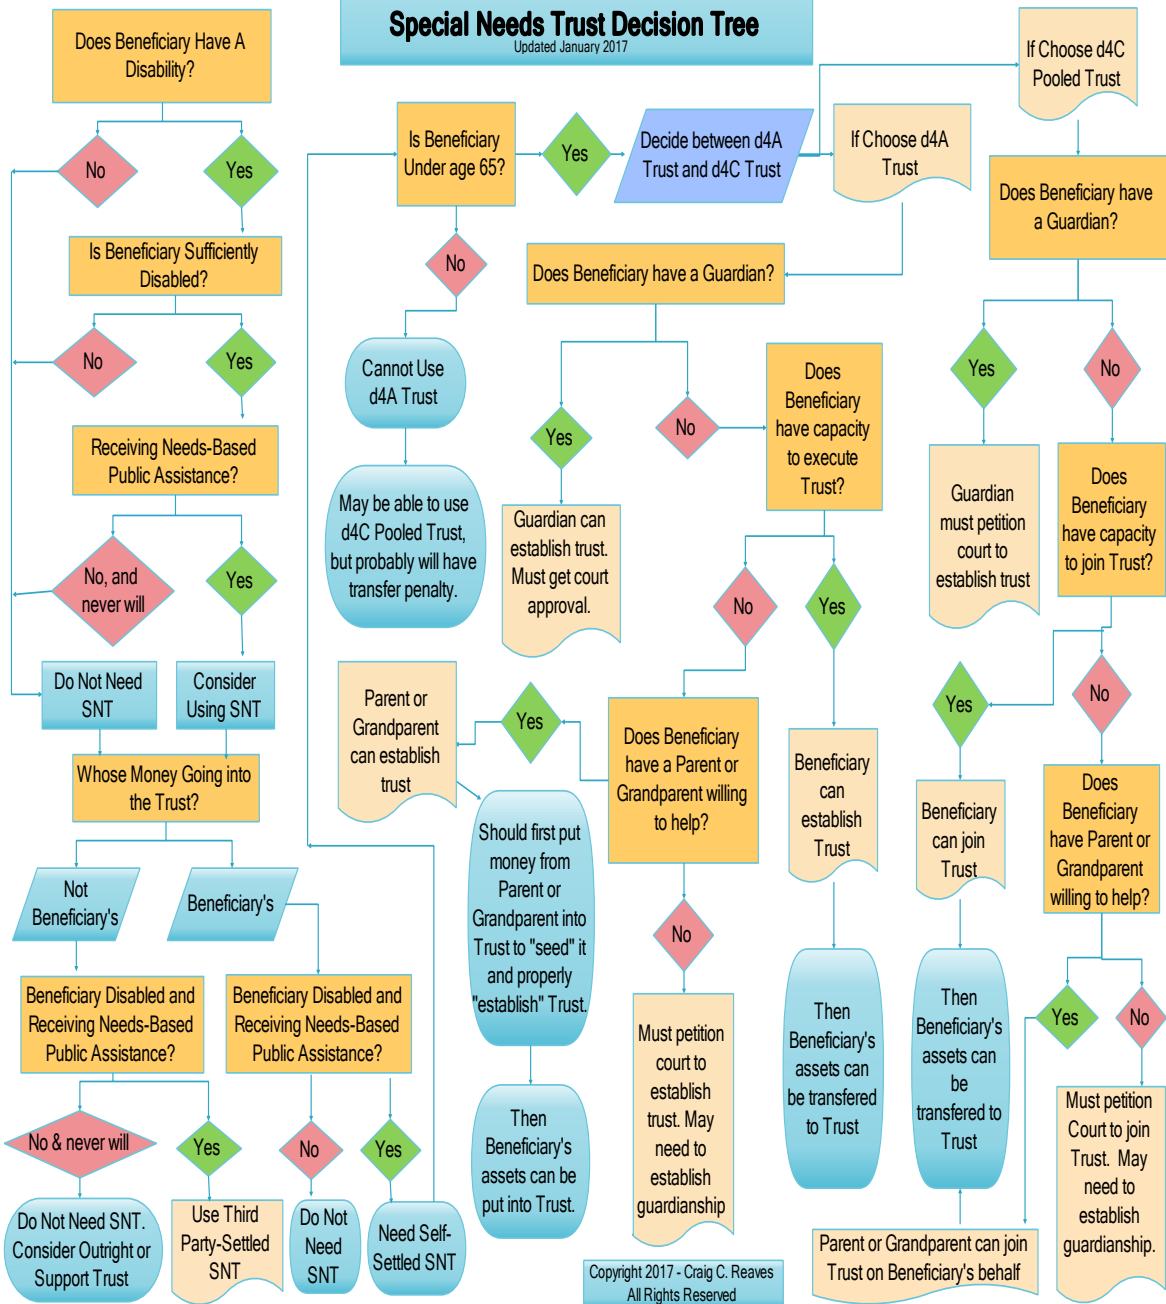 Special Needs Trust Decision Tree
Updated January 2017
Does Beneficiary Have A
Disability?
No
Yes
Is Beneficiary Sufficiently
Disabled?
No
Yes
Receiving Needs-Based
Public Assistance?
No, and
never will
Yes
Do Not Need
SNT
Consider
Using SNT
Whose Money Going into
the Trust?
Not
Beneficiary's
Beneficiary's
Beneficiary Disabled and
Receiving Needs-Based
Public Assistance?
Beneficiary Disabled and
Receiving Needs-Based
Public Assistance?
No & never will
Yes
No
Yes
Do Not Need SNT.
Consider Outright or
Support Trust
Use Third
Party-Settled
SNT
Do Not
Need
SNT
Need Self-
Settled SNT
Is Beneficiary
Under age 65?
Yes
Decide between d4A
Trust and d4C Trust
If Choose d4A
Trust
If Choose d4C
Pooled Trust
No
Cannot Use
d4A Trust
May be able to use
d4C Pooled Trust,
but probably will have
transfer penalty.
Does Beneficiary have a Guardian?
Yes
No
Guardian can
establish trust.
Must get court
approval.
Does
Beneficiary
have capacity
to execute
Trust?
No
Yes
Does Beneficiary
have a Parent or
Grandparent willing
to help?
Yes
Parent or
Grandparent
can establish
trust
Should first put
money from
Parent or
Grandparent into
Trust to "seed" it
and properly
"establish" Trust.
Then
Beneficiary's
assets can be
put into Trust.
No
Must petition
court to
establish
trust. May
need to
establish
guardianship
Beneficiary
can
establish
Trust
Then
Beneficiary's
assets can
be transfered
to Trust
Does Beneficiary have
a Guardian?
Yes
No
Guardian
must petition
court to
establish trust
Does
Beneficiary
have capacity
to join Trust?
Yes
No
Beneficiary
can join
Trust
Then
Beneficiary's
assets can
be
transfered to
Trust
Does
Beneficiary
have Parent or
Grandparent
willing to help?
Yes
No
Parent or Grandparent can join
Trust on Beneficiary's behalf
Must petition
Court to join
Trust. May
need to
establish
guardianship.
Copyright 2017 - Craig C. Reaves
All Rights Reserved